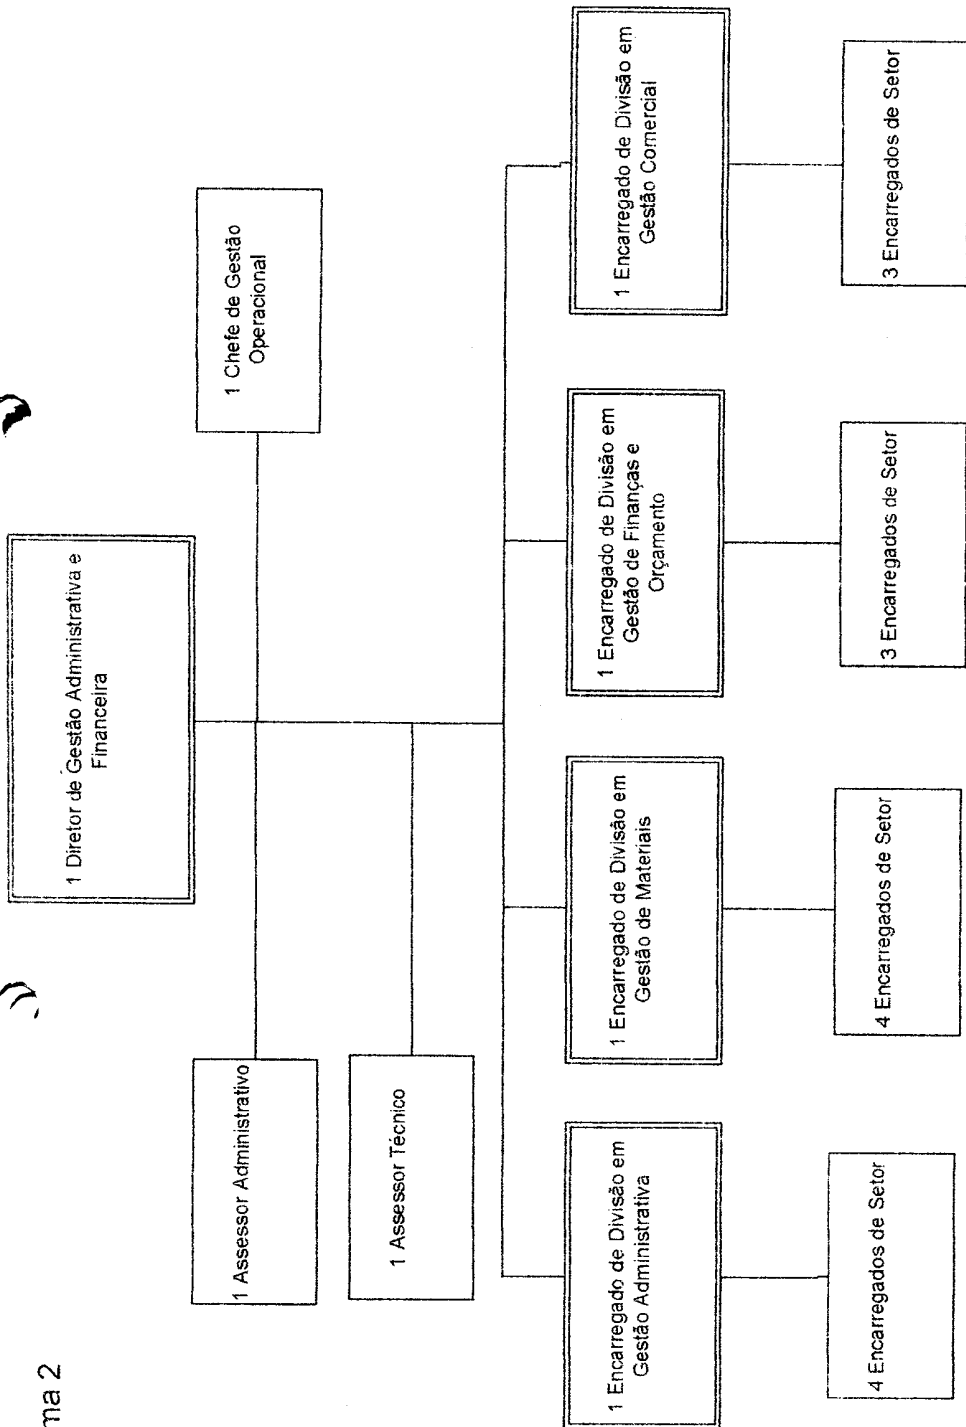 ma 2
1 Diretor de Gestão Administrativa e
Financeira
1 Assessor Administrativo
1 Chefe de Gestão
Operacional
1 Assessor Técnico
1 Encarregado de Divisão em
Gestão Administrativa
1 Encarregado de Divisão em
Gestão de Materiais
1 Encarregado de Divisão em
Gestão de Finanças e
Orçamento
1 Encarregado de Divisão em
Gestão Comercial
4 Encarregados de Setor
4 Encarregados de Setor
3 Encarregados de Setor
3 Encarregados de Setor